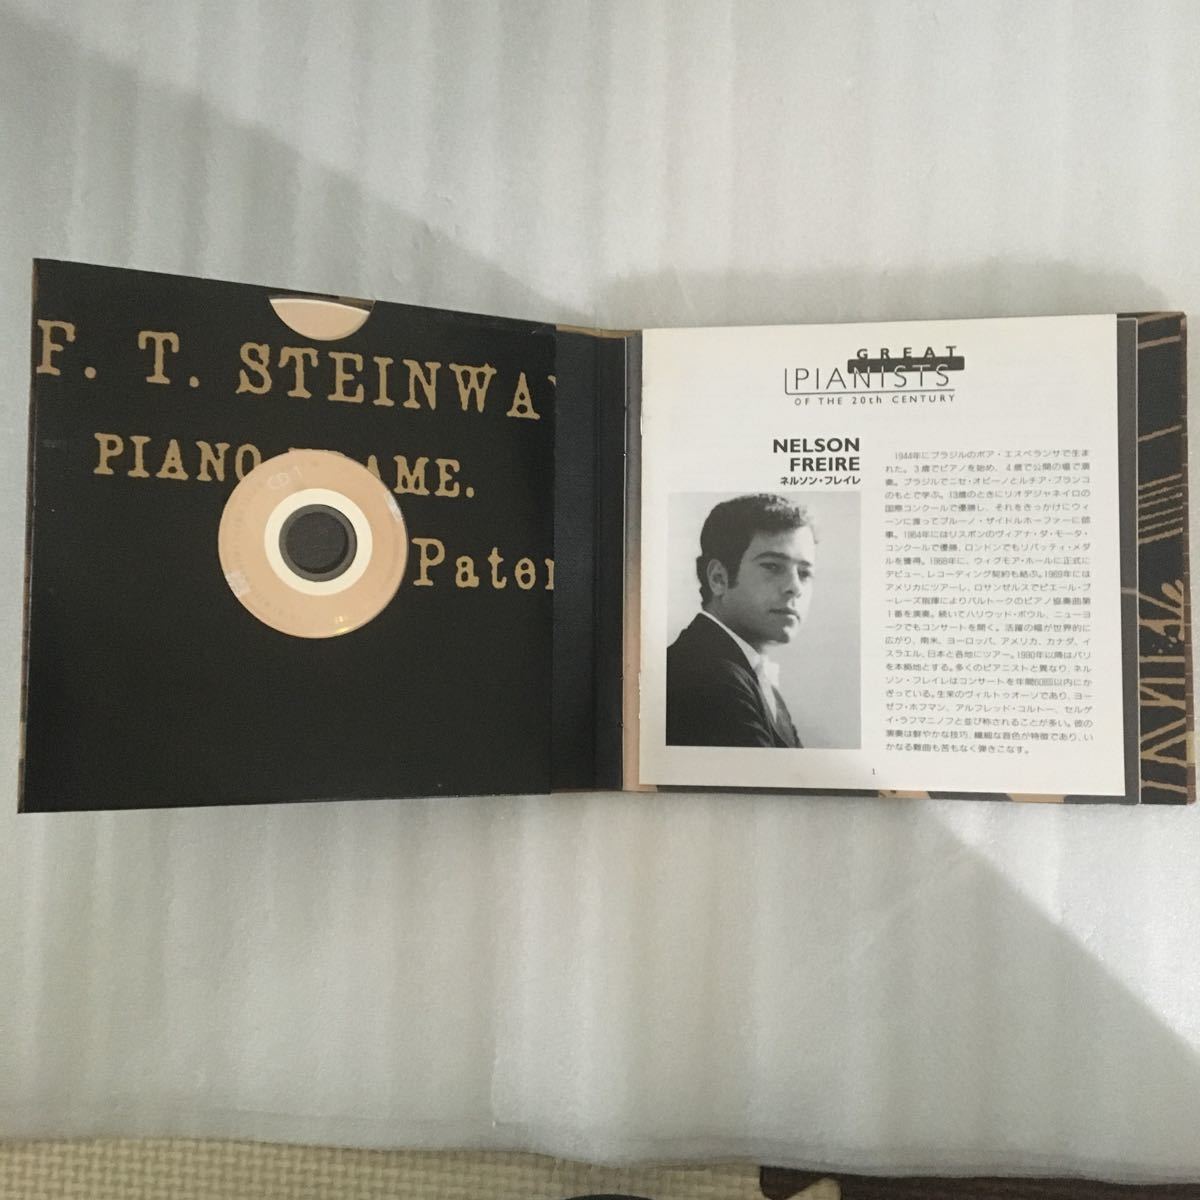 F. T. STEINWAY
PIANO FRAME.
CD 1
Paten
GREAT
PIANISTS
OF THE 20th CENTURY
NELSON
FREIRE
ネルソン・フレイレ
1944年にブラジルのボア・エスペランサで生ま
れた。3歳でピアノを始め、4歳で公開の場で演
奏。ブラジルでニセ・オビーノとルチア・ブランコ
のもとで学ぶ。13歳のときにリオデジャネイロの
国際コンクールで優勝し、それをきっかけにウィ
ーンに渡ってブルーノ・ザイドルホーファーに師
事。1964年にはリスボンのヴィアナ・ダ・モータ・
コンクールで優勝、ロンドンでもリパッティ・メダ
ルを獲得。1968年に、ウィグモア・ホールに正式に
デビュー、レコーディング契約も結ぶ。1969年には
アメリカにツアーし、ロサンゼルスでピエール・ブ
ーレーズ指揮によりバルトークのピアノ協奏曲第
1番を演奏。続いてハリウッド・ボウル、ニューヨ
ークでもコンサートを開く。活躍の幅が世界的に
広がり、南米、ヨーロッパ、アメリカ、カナダ、イ
スラエル、日本と各地にツアー。1990年以降はパリ
を本拠地とする。多くのピアニストと異なり、ネル
ソン・フレイレはコンサートを年間60回以内にか
ぎっている。生来のヴィルトゥオーソであり、ヨー
ゼフ・ホフマン、アルフレッド・コルトー、セルゲ
イ・ラフマニノフと並び称されることが多い。彼の
演奏は鮮やかな技巧、繊細な音色が特徴であり、い
かなる難曲も苦もなく弾きこなす。
1